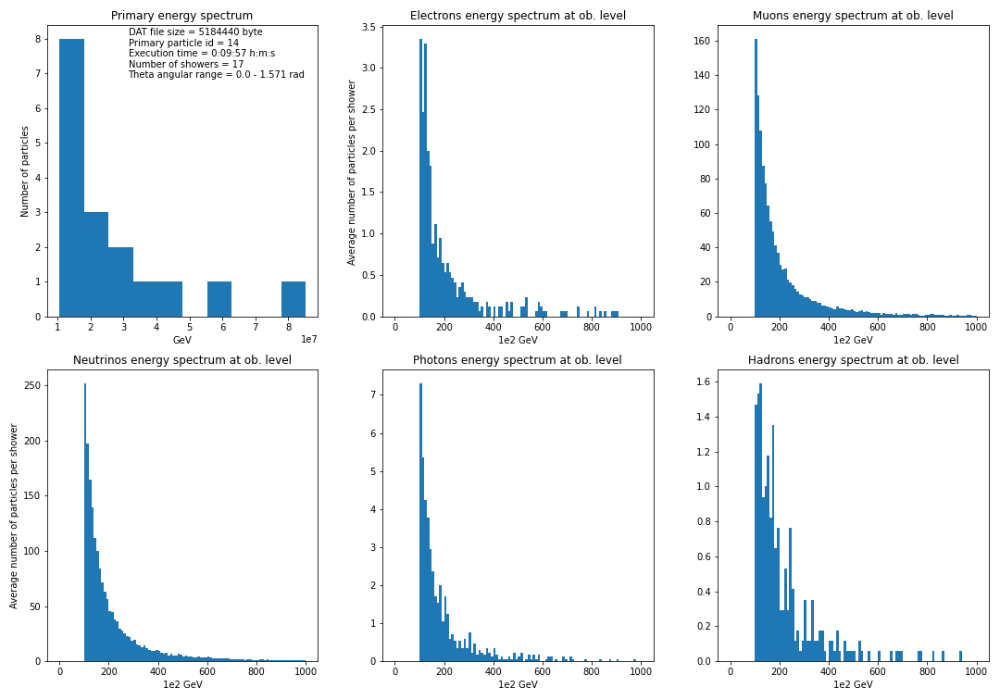 Primary energy spectrum
DAT file size = 5184440 byte
Primary particle id = 14
Execution time = 0:09:57 h:m:s
Number of showers = 17
Theta angular range = 0.0 - 1.571 rad
Number of particles
8
7
6
5
4
3
2
1
0
1 2 3 4 5 6 7 8
GeV
1e7
Electrons energy spectrum at ob. level
Average number of particles per shower
3.5
3.0
2.5
2.0
1.5
1.0
0.5
0.0
0 200 400 600 800 1000
1e2 GeV
Muons energy spectrum at ob. level
160
140
120
100
80
60
40
20
0
0 200 400 600 800 1000
1e2 GeV
Neutrinos energy spectrum at ob. level
Average number of particles per shower
250
200
150
100
50
0
0 200 400 600 800 1000
1e2 GeV
Photons energy spectrum at ob. level
7
6
5
4
3
2
1
0
0 200 400 600 800 1000
1e2 GeV
Hadrons energy spectrum at ob. level
1.6
1.4
1.2
1.0
0.8
0.6
0.4
0.2
0.0
0 200 400 600 800 1000
1e2 GeV